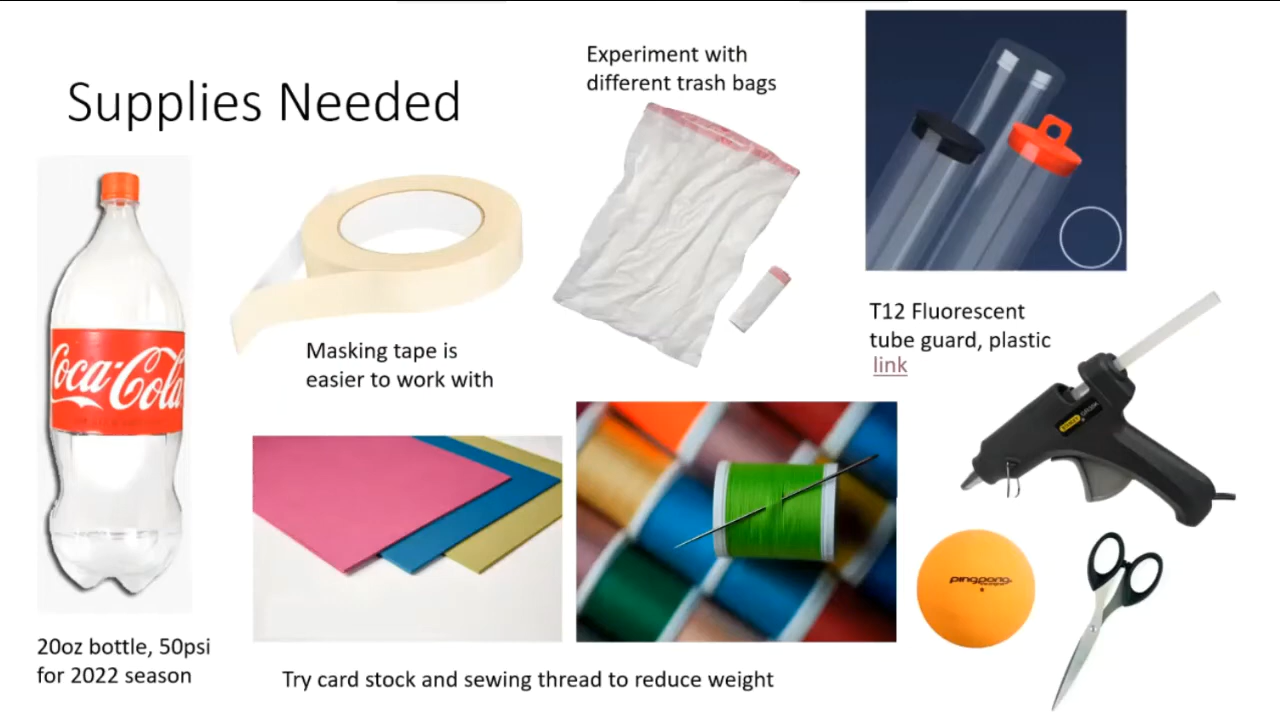 Supplies Needed
Experiment with
different trash bags
Coca-Cola
Masking tape is
easier to work with
T12 Fluorescent
tube guard, plastic
link
pingpong
20oz bottle, 50psi
for 2022 season
Try card stock and sewing thread to reduce weight